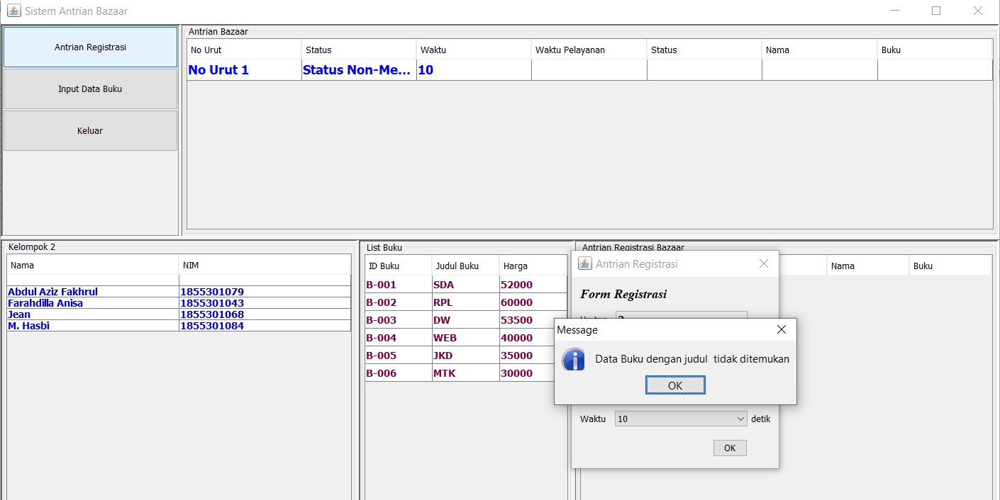 Sistem Antrian Bazaar
Antrian Registrasi
Input Data Buku
Keluar
Antrian Bazaar
No Urut Status Waktu Waktu Pelayanan Status Nama Buku
No Urut 1 Status Non-Me... 10
Kelompok 2
Nama NIM
Abdul Aziz Fakhrul 1855301079
Farahdilla Anisa 1855301043
Jean 1855301068
M. Hasbi 1855301084
List Buku
ID Buku Judul Buku Harga
B-001 SDA 52000
B-002 RPL 60000
B-003 DW 53500
B-004 WEB 40000
B-005 JKD 35000
B-006 MTK 30000
Antrian Registrasi Bazaar
Nama Buku
Antrian Registrasi
Form Registrasi
Message
Data Buku dengan judul  tidak ditemukan
OK
Waktu 10 detik
OK